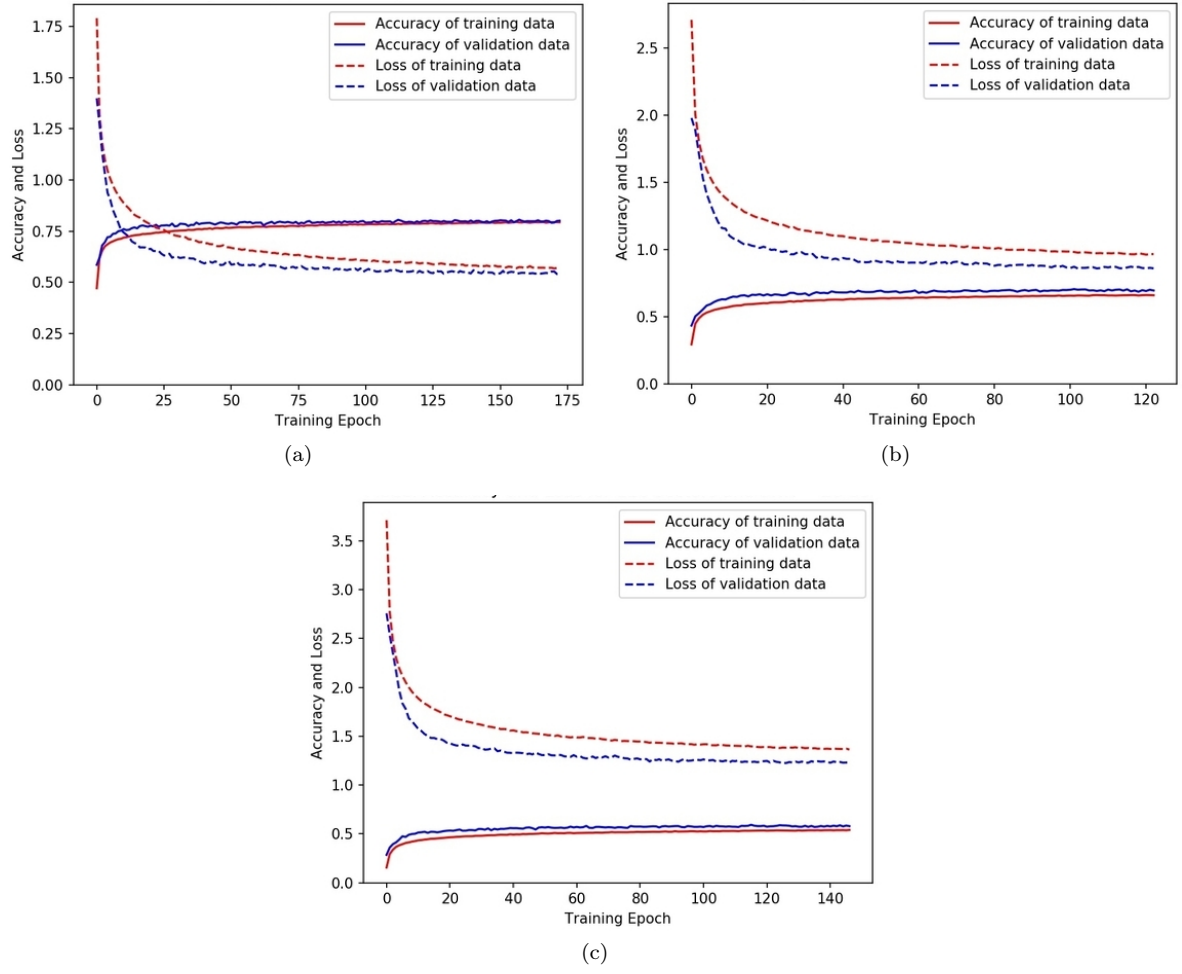 Accuracy of training data
Accuracy of validation data
Loss of training data
Loss of validation data
1.75
1.50
1.25
1.00
0.75
0.50
0.25
0.00
Accuracy and Loss
0 25 50 75 100 125 150 175
Training Epoch
(a)
Accuracy of training data
Accuracy of validation data
Loss of training data
Loss of validation data
2.5
2.0
1.5
1.0
0.5
0.0
Accuracy and Loss
0 20 40 60 80 100 120
Training Epoch
(b)
Accuracy of training data
Accuracy of validation data
Loss of training data
Loss of validation data
3.5
3.0
2.5
2.0
1.5
1.0
0.5
0.0
Accuracy and Loss
0 20 40 60 80 100 120 140
Training Epoch
(c)